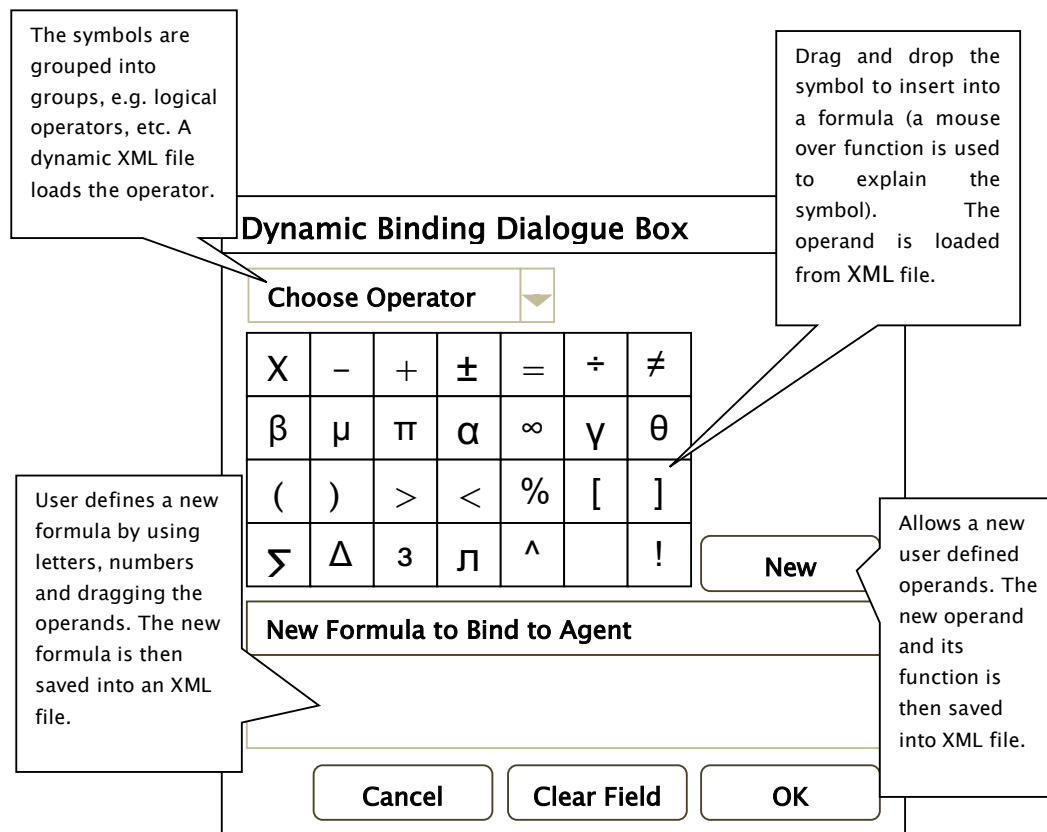 The symbols are
grouped into
groups, e.g. logical
operators, etc. A
dynamic XML file
loads the operator.
Drag and drop the
symbol to insert into
a formula (a mouse
over function is used
to explain the
symbol). The
operand is loaded
from XML file.
Dynamic Binding Dialogue Box
Choose Operator
X − + ± = ÷ ≠
β μ π α ∞ γ θ
( ) > < % [ ]
∑ Δ з л ^ !
User defines a new
formula by using
letters, numbers
and dragging the
operands. The new
formula is then
saved into an XML
file.
New
Allows a new
user defined
operands. The
new operand
and its
function is
then saved
into XML file.
New Formula to Bind to Agent
Cancel Clear Field OK